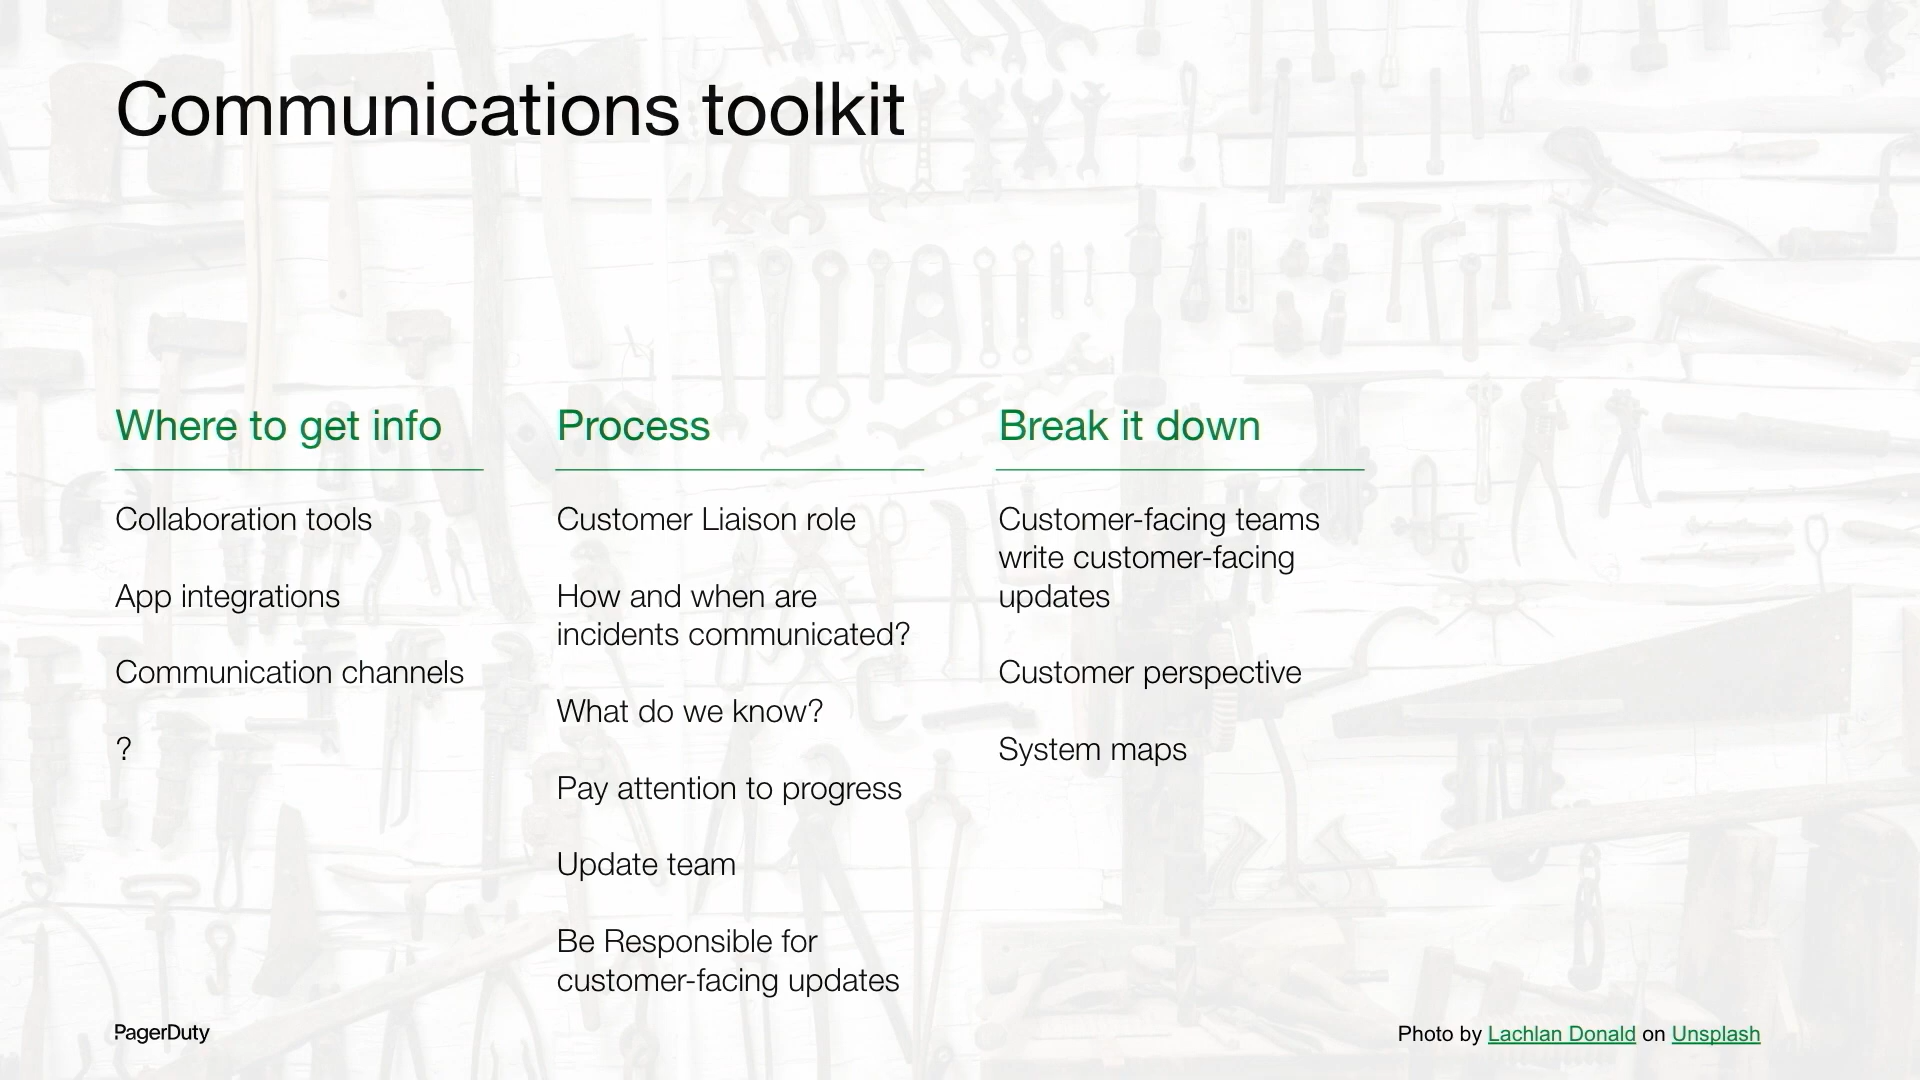 Communications toolkit
Where to get info
Collaboration tools
App integrations
Communication channels
?
Process
Customer Liaison role
How and when are
incidents communicated?
What do we know?
Pay attention to progress
Update team
Be Responsible for
customer-facing updates
Break it down
Customer-facing teams
write customer-facing
updates
Customer perspective
System maps
PagerDuty
Photo by Lachlan Donald on Unsplash